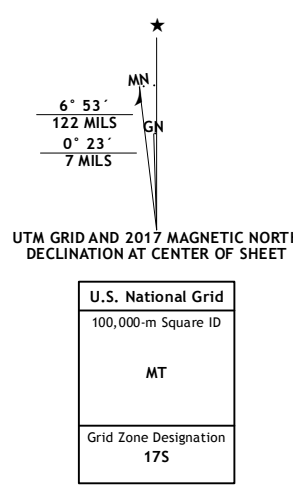 ★
MN
6° 53´
122 MILS
GN
0° 23´
7 MILS
UTM GRID AND 2017 MAGNETIC NORT
DECLINATION AT CENTER OF SHEET
U.S. National Grid
100,000-m Square ID
MT
Grid Zone Designation
17S